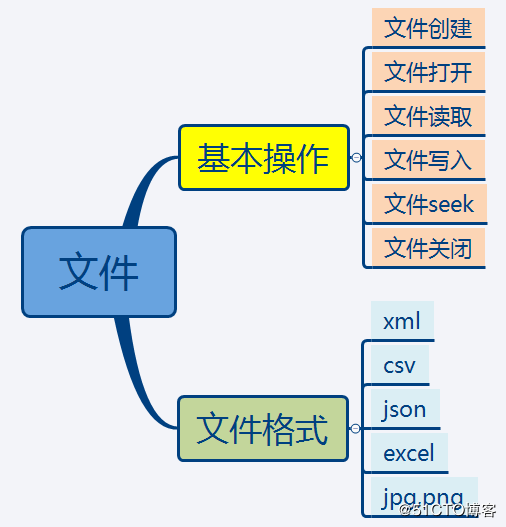 文件
基本操作
文件创建
文件打开
文件读取
文件写入
文件seek
文件关闭
文件格式
xml
csv
json
excel
jpg,png
@51CTO博客